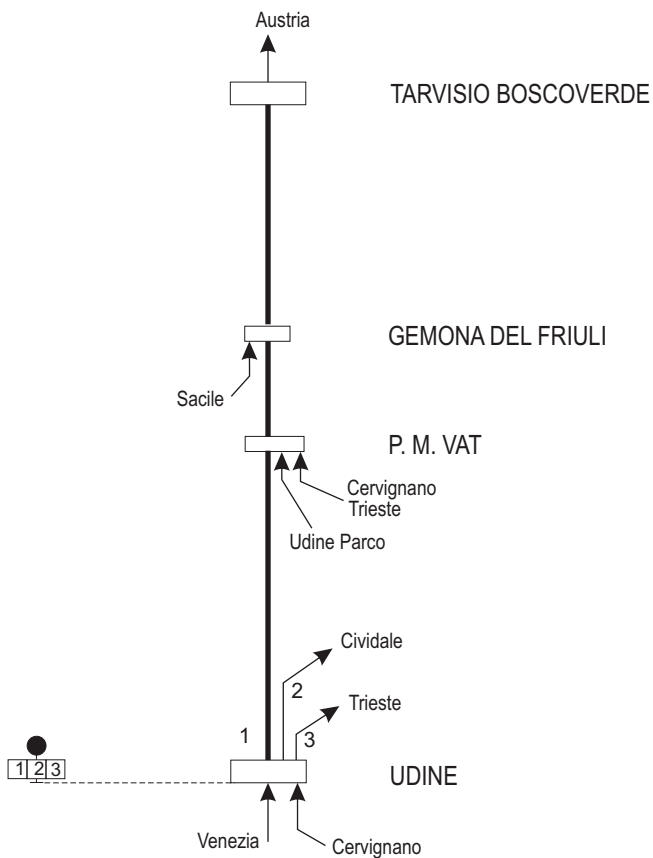 Austria
TARVISIO BOSCOVERDE
GEMONA DEL FRIULI
Sacile
P. M. VAT
Cervignano
Trieste
Udine Parco
Cividale
2
Trieste
1
3
1 2 3
UDINE
Venezia
Cervignano